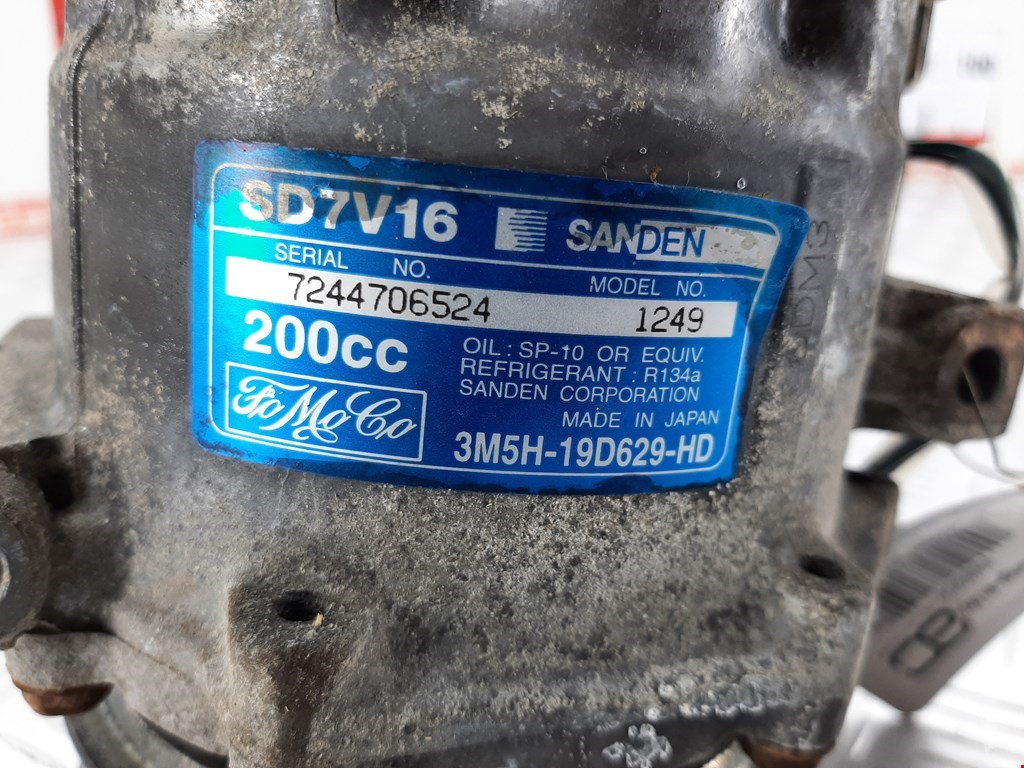 SD7V16 SANDEN
SERIAL NO. MODEL NO.
7244706524 1249
200cc
OIL : SP-10 OR EQUIV.
REFRIGERANT : R134a
SANDEN CORPORATION
MADE IN JAPAN
FoMoCo
3M5H-19D629-HD